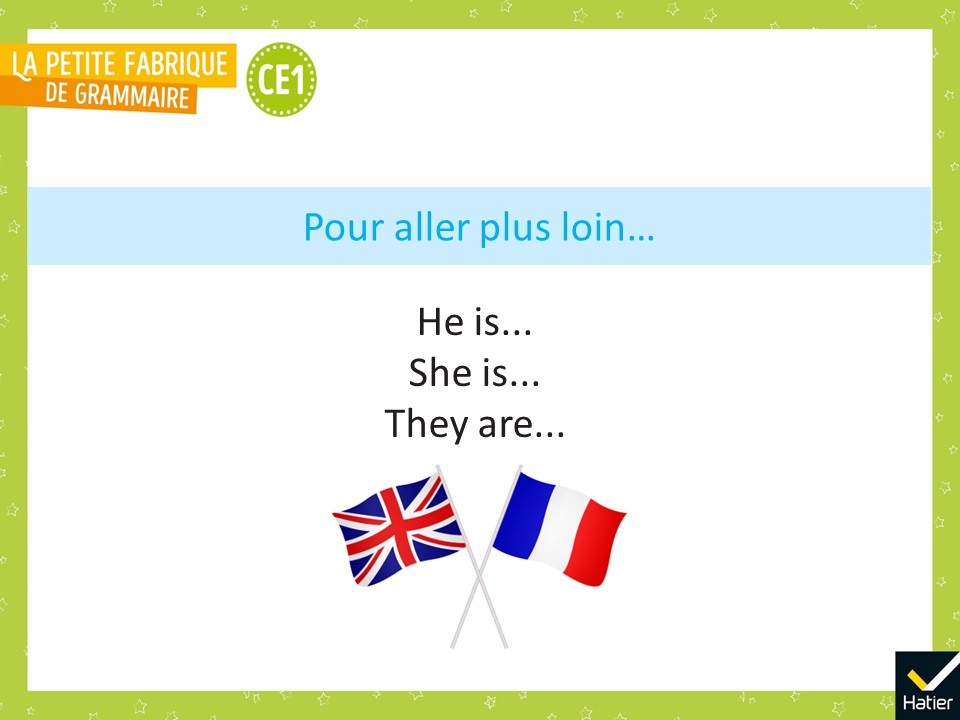 LA PETITE FABRIQUE
DE GRAMMAIRE
CE1
Pour aller plus loin…
He is...
She is...
They are...
Hatier